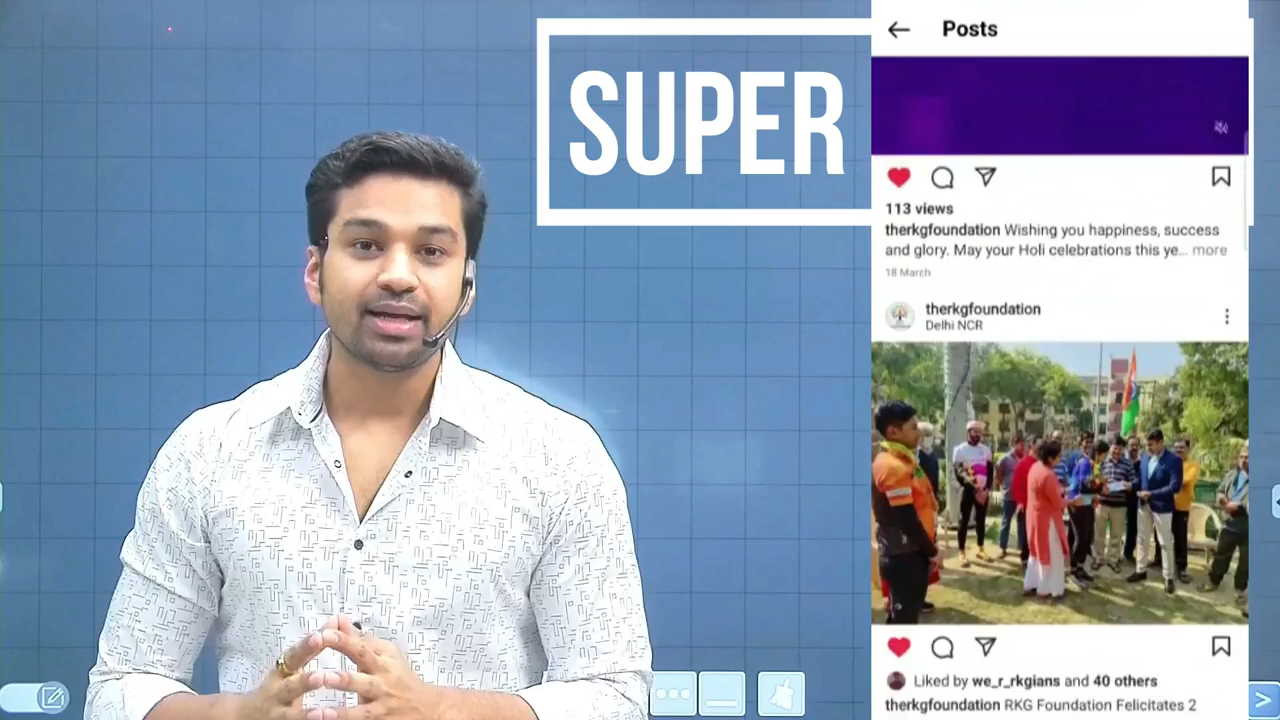 SUPER
Posts
113 views
therkgfoundation Wishing you happiness, success
and glory. May your Holi celebrations this ye... more
18 March
therkgfoundation
Delhi NCR
Liked by we_r_rkgians and 40 others
therkgfoundation RKG Foundation Felicitates 2